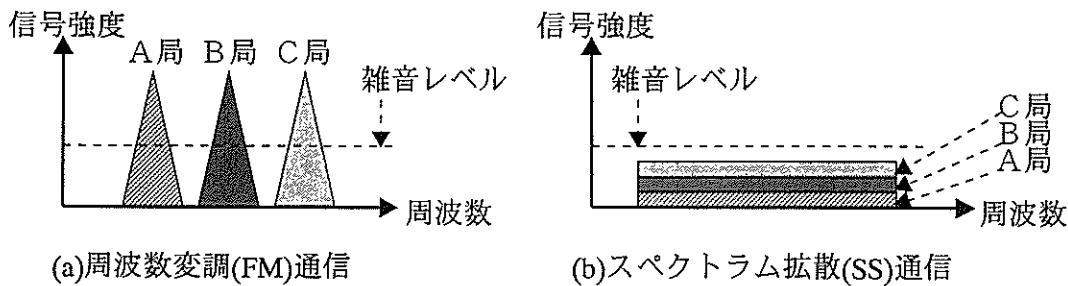 信号強度
A局 B局 C局
雑音レベル
周波数
(a)周波数変調(FM)通信
信号強度
雑音レベル
C局
B局
A局
周波数
(b)スペクトラム拡散(SS)通信